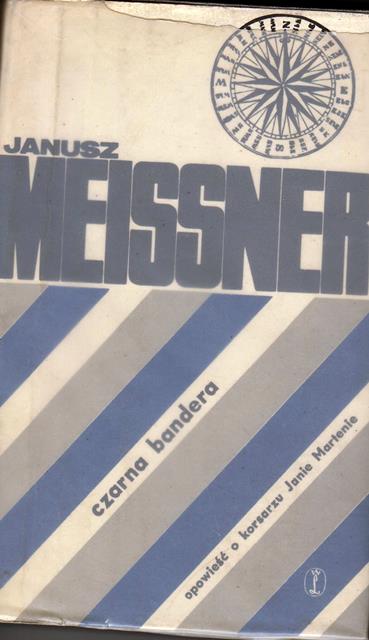 JANUSZ
MEISSNER
czarna bandera
opowieść o korsarzu Janie Martenie